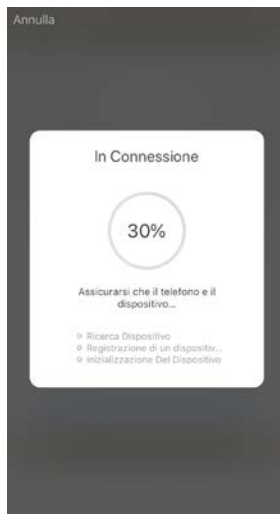 Annulla
In Connessione
30%
Assicurarsi che il telefono e il
dispositivo...
Ricerca Dispositivo
Registrazione di un dispositiv...
Inizializzazione Del Dispositivo